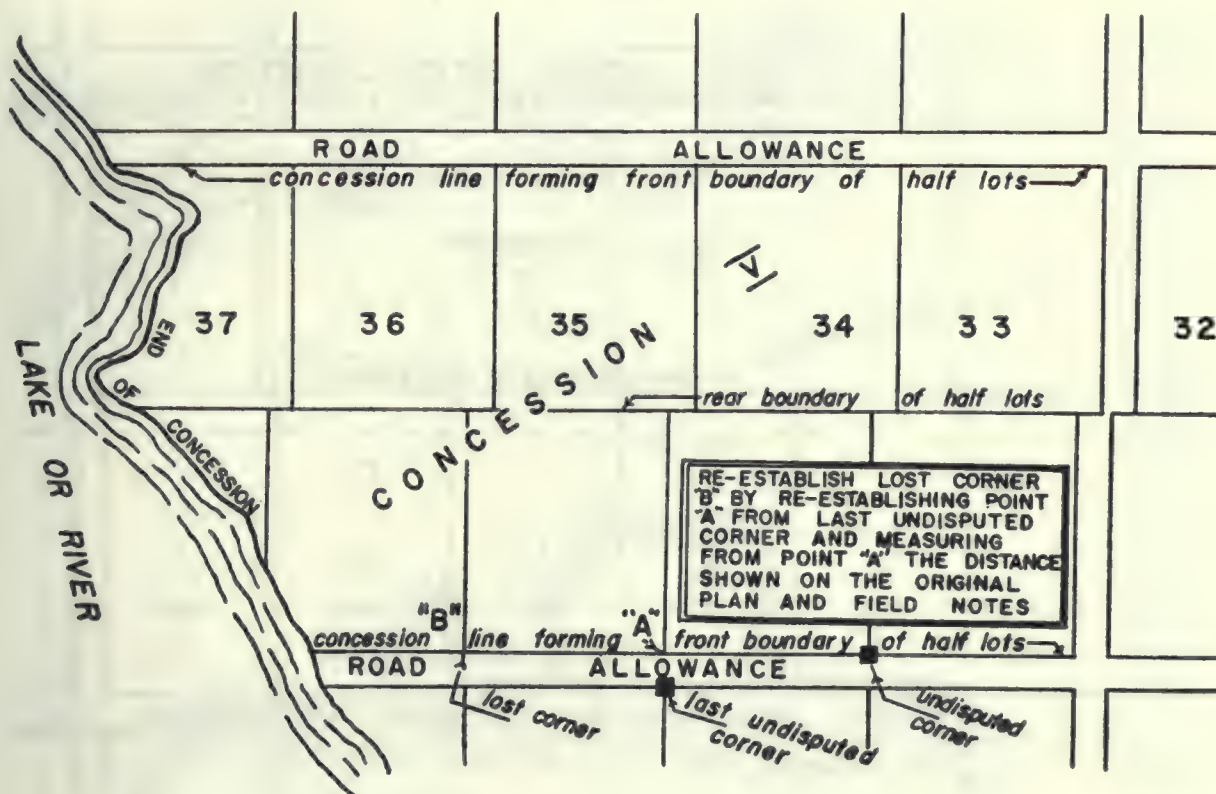 ROAD ALLOWANCE
concession line forming front boundary of half lots
V
37 36 35 34 33 32
END OF CONCESSION
LAKE OR RIVER
CONCESSION
rear boundary of half lots
RE-ESTABLISH LOST CORNER
"B" BY RE-ESTABLISHING POINT
"A" FROM LAST UNDISPUTED
CORNER AND MEASURING
FROM POINT "A" THE DISTANCE
SHOWN ON THE ORIGINAL
PLAN AND FIELD NOTES
"B" "A"
concession line forming front boundary of half lots
ROAD ALLOWANCE
lost corner
last undisputed
corner
undisputed
corner